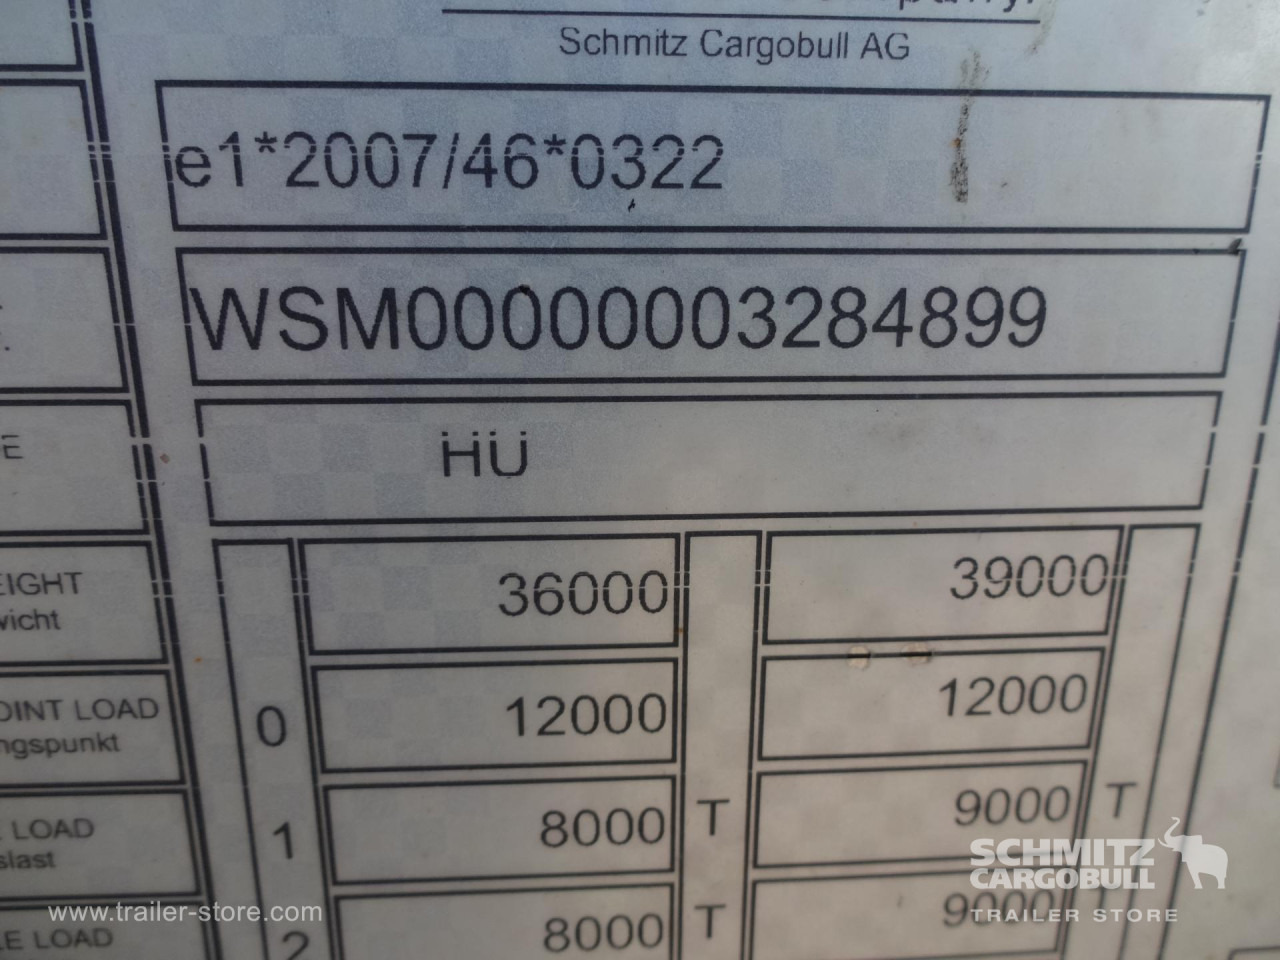 Schmitz Cargobull AG
e1*2007/46*0322
WSM00000003284899
HÜ
36000 39000
wicht
OINT LOAD 0 12000 12000
ngspunkt
LOAD 1 8000 T 9000 T
slast
LOAD 2 8000 T 9000
www.trailer-store.com
SCHMITZ
CARGOBULL
TRAILER STORE